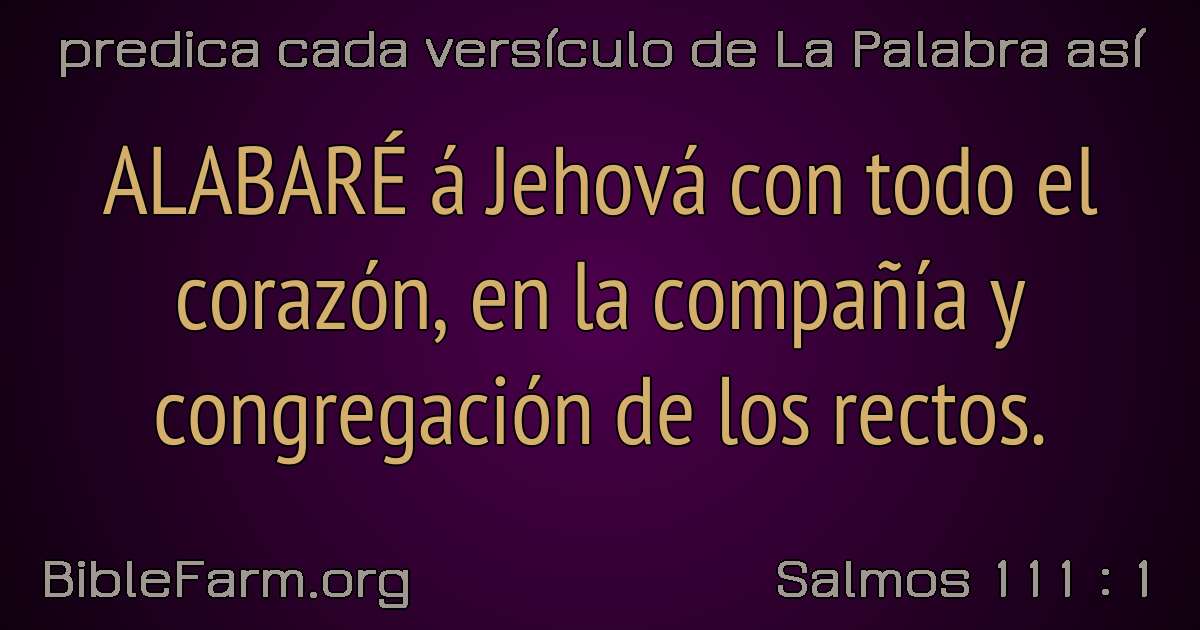 predica cada versículo de La Palabra así
ALABARÉ á Jehová con todo el
corazón, en la compañía y
congregación de los rectos.
BibleFarm.org
Salmos 111 : 1